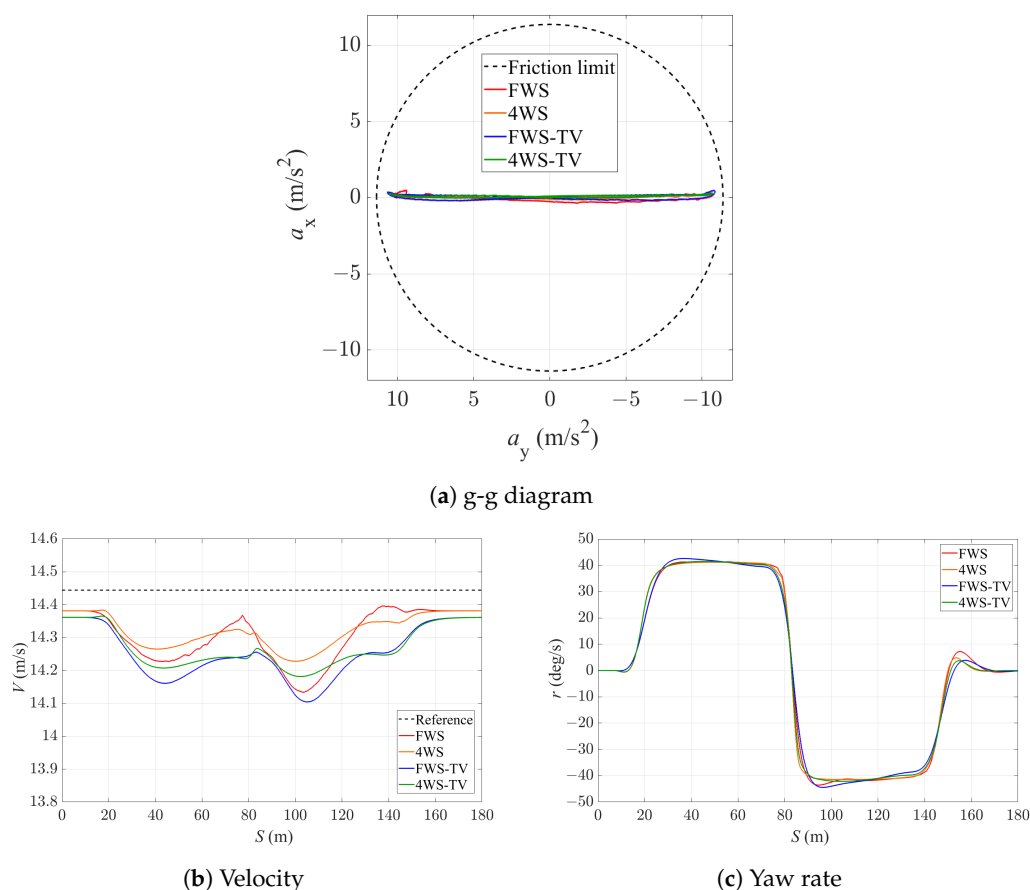 10
5
0
−5
−10
a_x (m/s^2)
Friction limit
FWS
4WS
FWS-TV
4WS-TV
10 5 0 −5 −10
a_y (m/s^2)
(a) g-g diagram
14.6
14.5
14.4
14.3
14.2
14.1
14
13.9
13.8
V (m/s)
Reference
FWS
4WS
FWS-TV
4WS-TV
0 20 40 60 80 100 120 140 160 180
S (m)
(b) Velocity
50
40
30
20
10
0
−10
−20
−30
−40
−50
r (deg/s)
FWS
4WS
FWS-TV
4WS-TV
0 20 40 60 80 100 120 140 160 180
S (m)
(c) Yaw rate